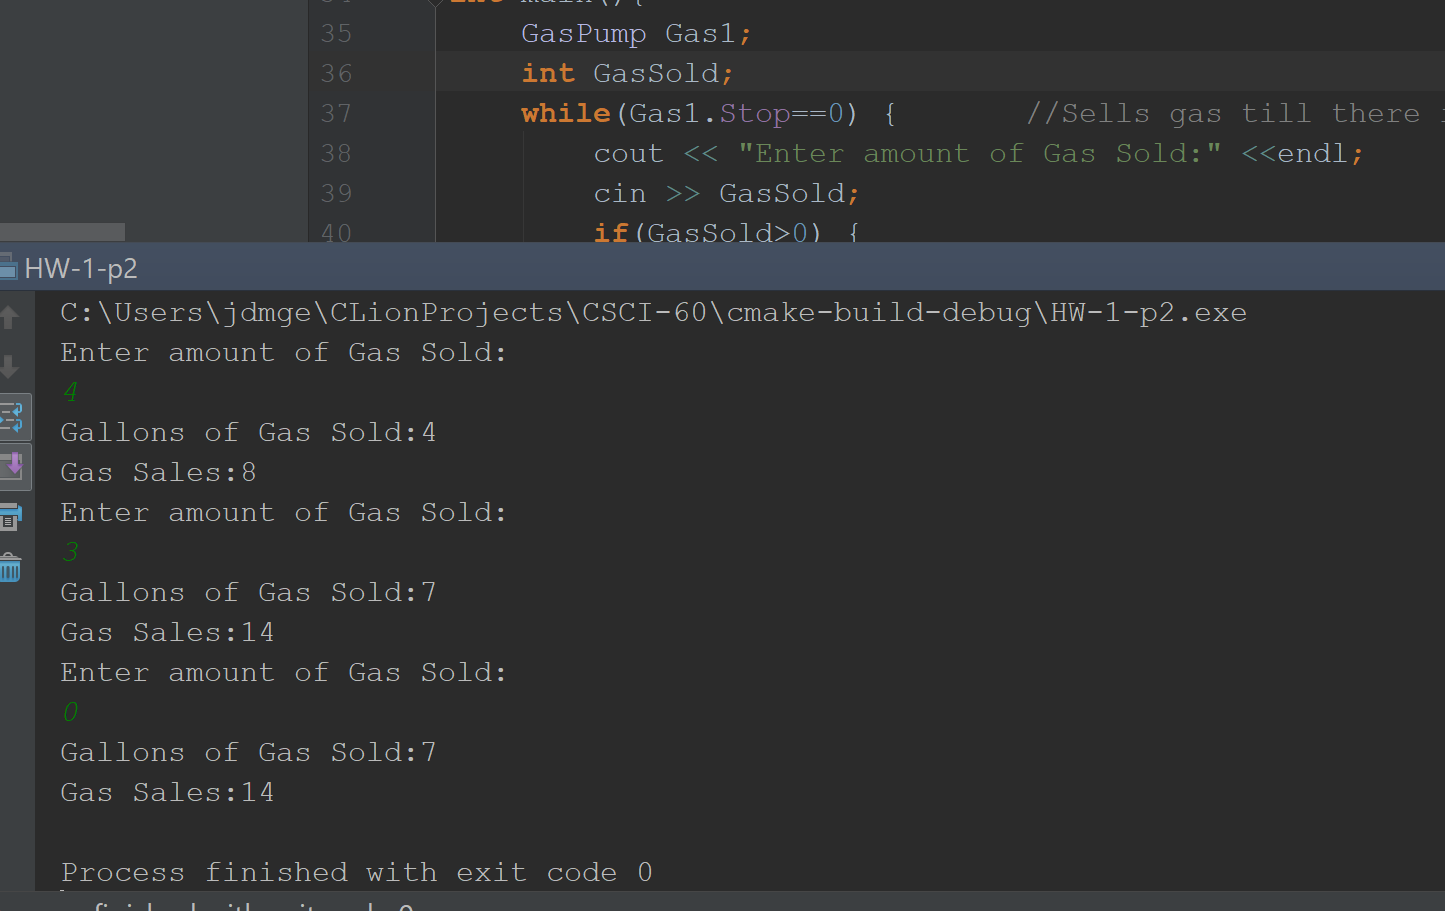 34 int main(){
35 GasPump Gas1;
36 int GasSold;
37 while(Gas1.Stop==0) { //Sells gas till there
38 cout << "Enter amount of Gas Sold:" <<endl;
39 cin >> GasSold;
40 if(GasSold>0) {
HW-1-p2
C:\Users\jdmge\CLionProjects\CSCI-60\cmake-build-debug\HW-1-p2.exe
Enter amount of Gas Sold:
4
Gallons of Gas Sold:4
Gas Sales:8
Enter amount of Gas Sold:
3
Gallons of Gas Sold:7
Gas Sales:14
Enter amount of Gas Sold:
0
Gallons of Gas Sold:7
Gas Sales:14
Process finished with exit code 0